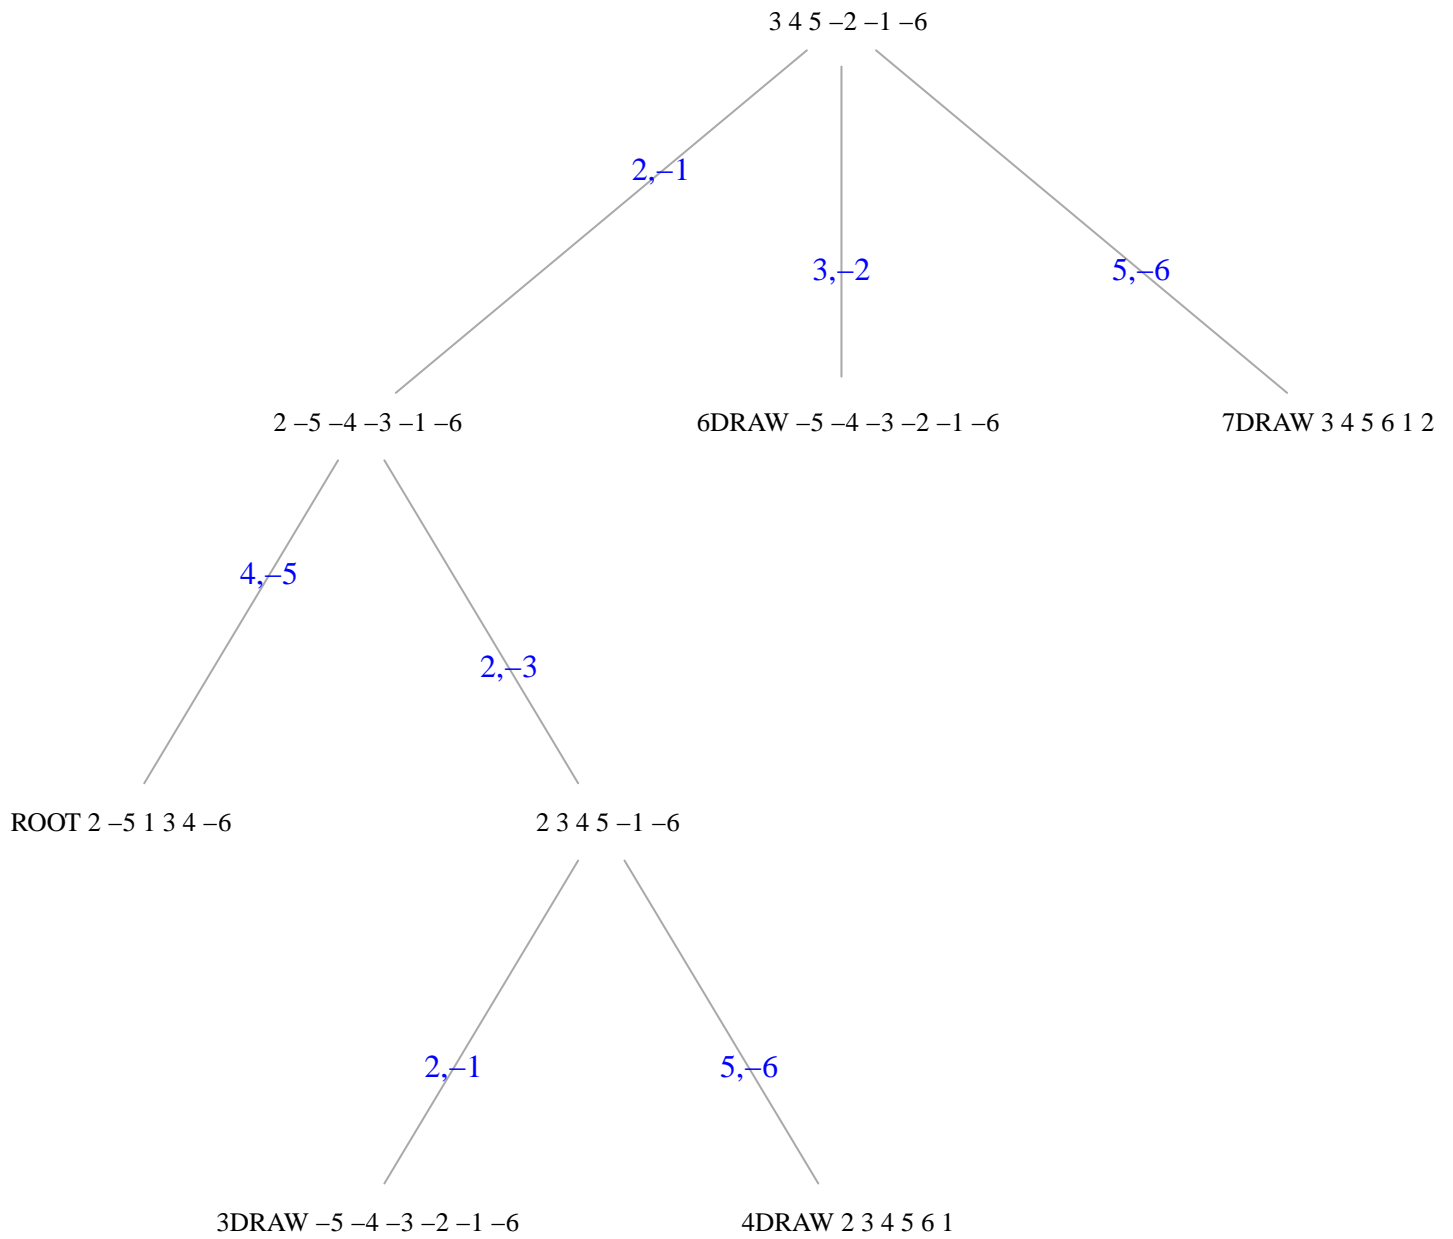 3 4 5 –2 –1 –6
2,–1
3,–2
5,–6
2 –5 –4 –3 –1 –6
6DRAW –5 –4 –3 –2 –1 –6
7DRAW 3 4 5 6 1 2
4,–5
2,–3
ROOT 2 –5 1 3 4 –6
2 3 4 5 –1 –6
2,–1
5,–6
3DRAW –5 –4 –3 –2 –1 –6
4DRAW 2 3 4 5 6 1